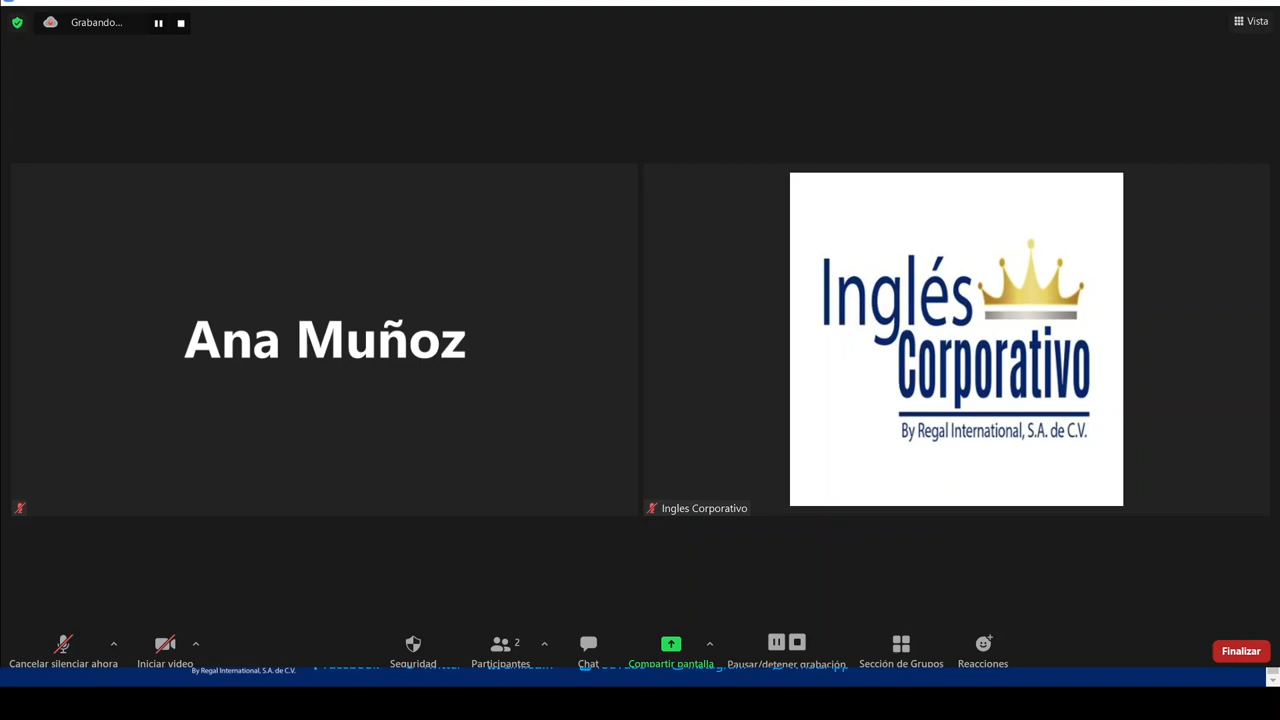 Grabando...
Vista
Ana Muñoz
Inglés
Corporativo
By Regal International, S.A. de C.V.
Ingles Corporativo
2
Cancelar silenciar ahora
Iniciar video
Seguridad
Participantes
Chat
Compartir pantalla
Pausar/detener grabación
Sección de Grupos
Reacciones
Finalizar
By Regal International, S.A. de C.V.